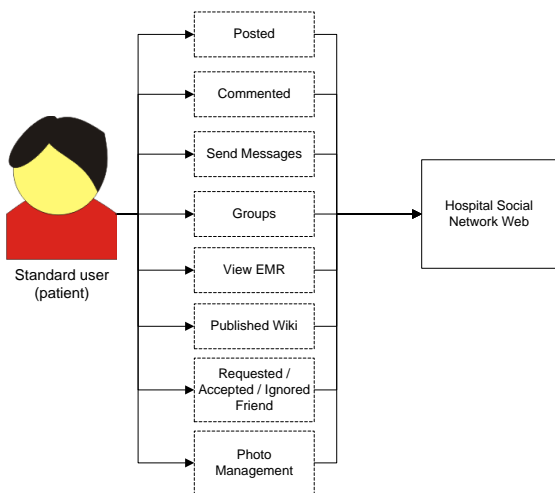 Posted
Commented
Send Messages
Groups
View EMR
Published Wiki
Requested /
Accepted / Ignored
Friend
Photo
Management
Standard user
(patient)
Hospital Social
Network Web